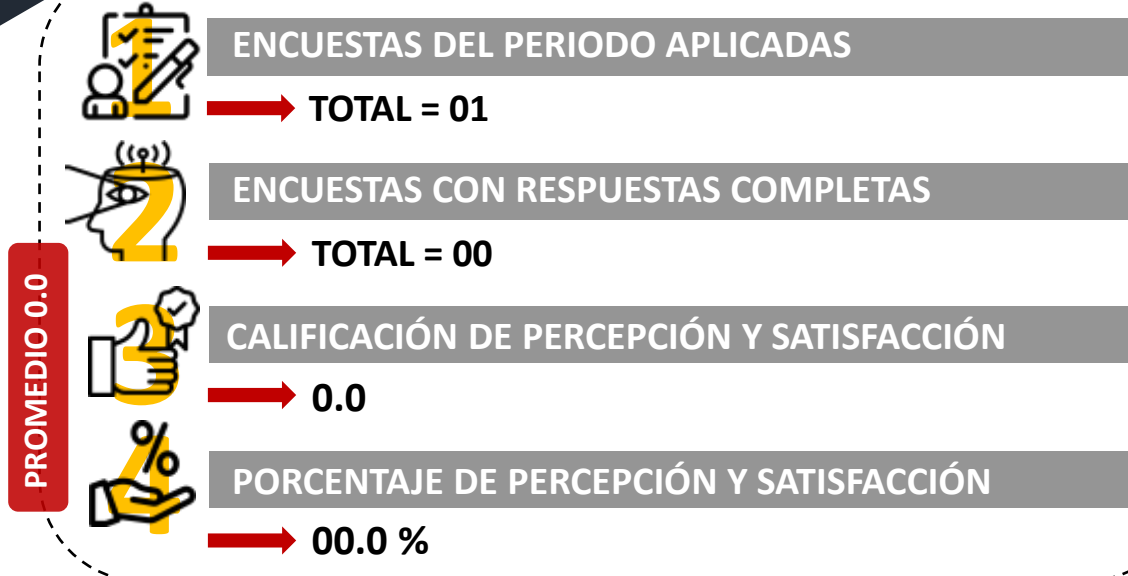 1
ENCUESTAS DEL PERIODO APLICADAS
TOTAL = 01
2
ENCUESTAS CON RESPUESTAS COMPLETAS
TOTAL = 00
PROMEDIO 0.0
3
CALIFICACIÓN DE PERCEPCIÓN Y SATISFACCIÓN
0.0
4
%
PORCENTAJE DE PERCEPCIÓN Y SATISFACCIÓN
00.0 %